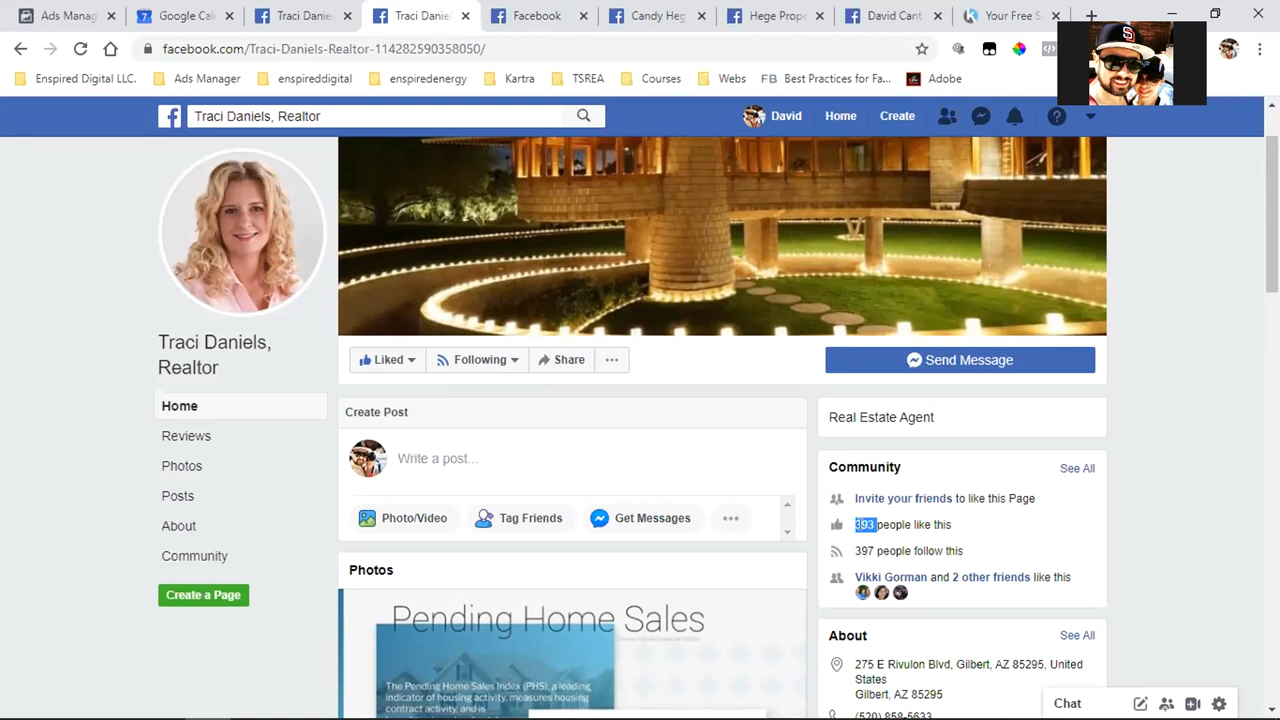 Ads Manag
Google Cal
Traci Danie
Traci Daniel
Facebook
Candy Heg
Hege Prope
David Cant
Your Free S
facebook.com/Traci-Daniels-Realtor-114282590358050/
Enspired Digital LLC.
Ads Manager
enspireddigital
enspiredenergy
Kartra
TSREA
Courses
Webs
FB Best Practices for Fa...
Adobe
Traci Daniels, Realtor
David
Home
Create
Traci Daniels,
Realtor
Home
Reviews
Photos
Posts
About
Community
Create a Page
Liked
Following
Share
Send Message
Create Post
Write a post...
Photo/Video
Tag Friends
Get Messages
Photos
Pending Home Sales
The Pending Home Sales Index (PHS), a leading
indicator of housing activity, measures housing
contract activity, and is
Real Estate Agent
Community
See All
Invite your friends to like this Page
393 people like this
397 people follow this
Vikki Gorman and 2 other friends like this
About
See All
275 E Rivulon Blvd, Gilbert, AZ 85295, United
States
Gilbert, AZ 85295
(520) 858-5633
Chat